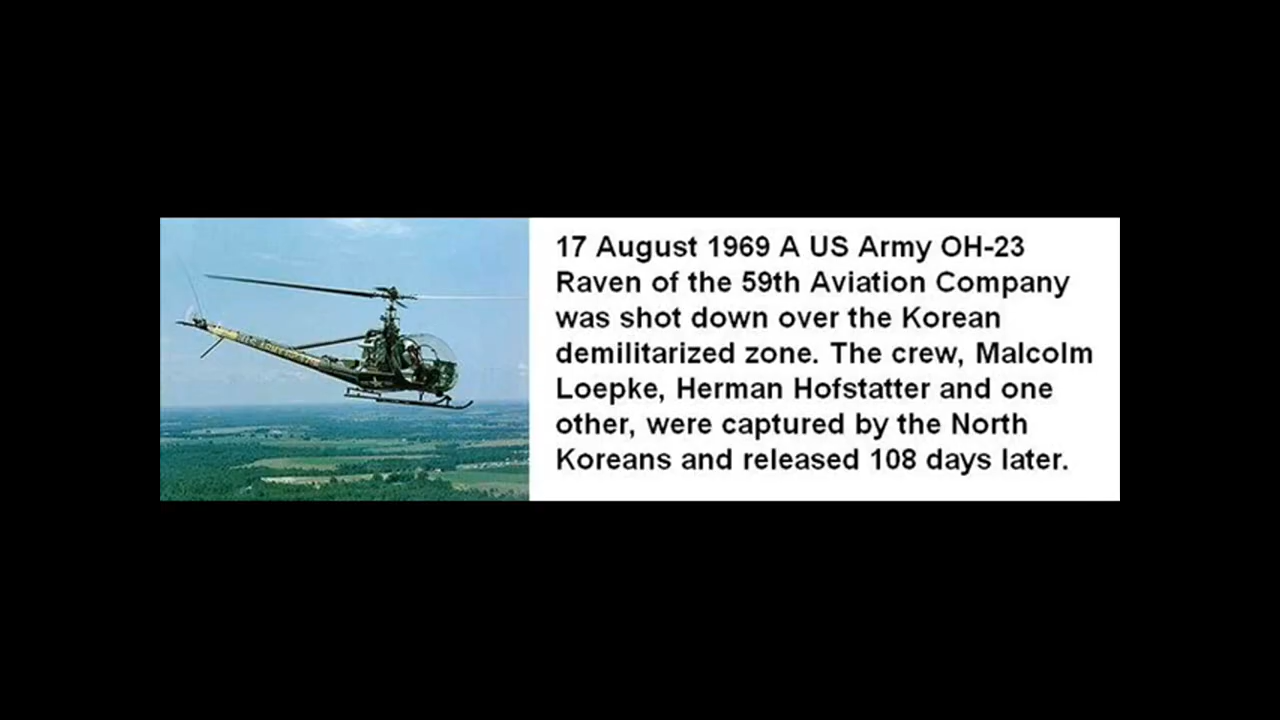 17 August 1969 A US Army OH-23
Raven of the 59th Aviation Company
was shot down over the Korean
demilitarized zone. The crew, Malcolm
Loepke, Herman Hofstatter and one
other, were captured by the North
Koreans and released 108 days later.